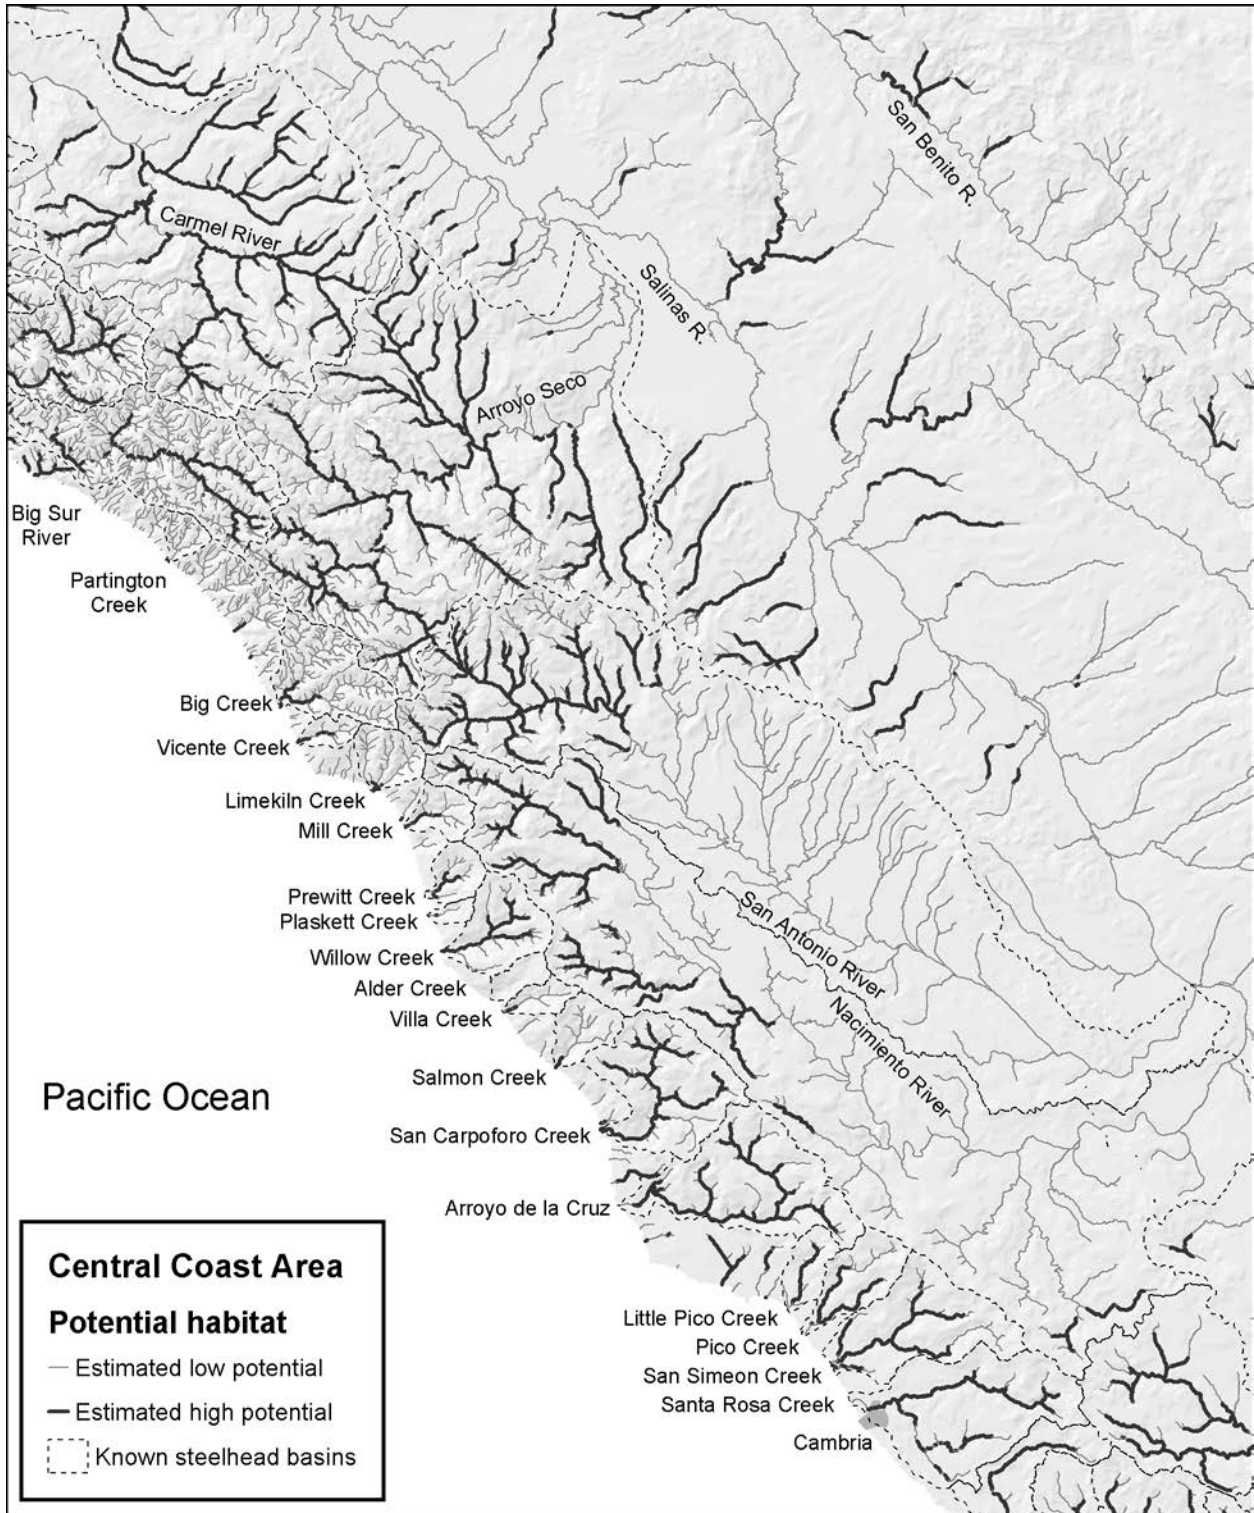 San Benito R.
Carmel River
Salinas R.
Arroyo Seco
Big Sur
River
Partington
Creek
Big Creek
Vicente Creek
Limekiln Creek
Mill Creek
Prewitt Creek
Plaskett Creek
San Antonio River
Willow Creek
Alder Creek
Nacimiento River
Villa Creek
Salmon Creek
Pacific Ocean
San Carpoforo Creek
Arroyo de la Cruz
Little Pico Creek
Pico Creek
San Simeon Creek
Santa Rosa Creek
Cambria
Central Coast Area
Potential habitat
Estimated low potential
Estimated high potential
Known steelhead basins